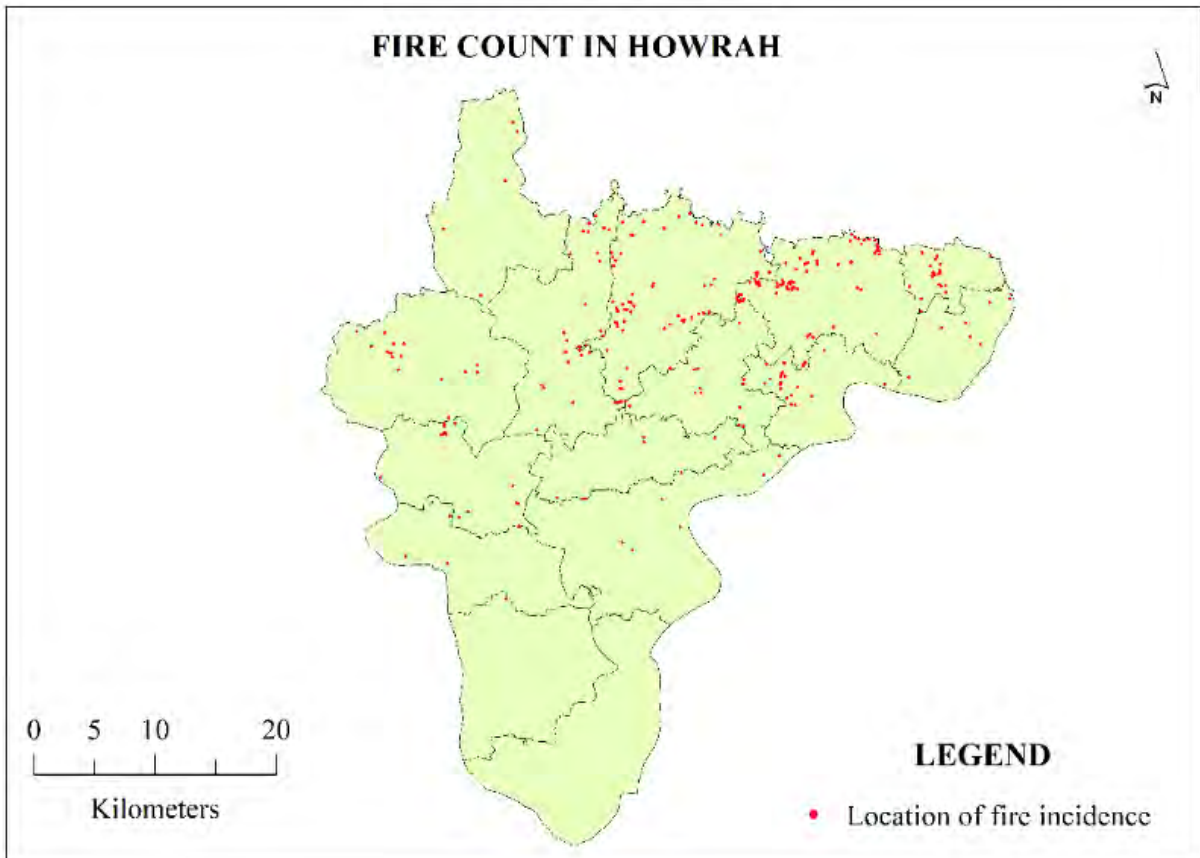 FIRE COUNT IN HOWRAH
N
0 5 10 20
Kilometers
LEGEND
Location of fire incidence